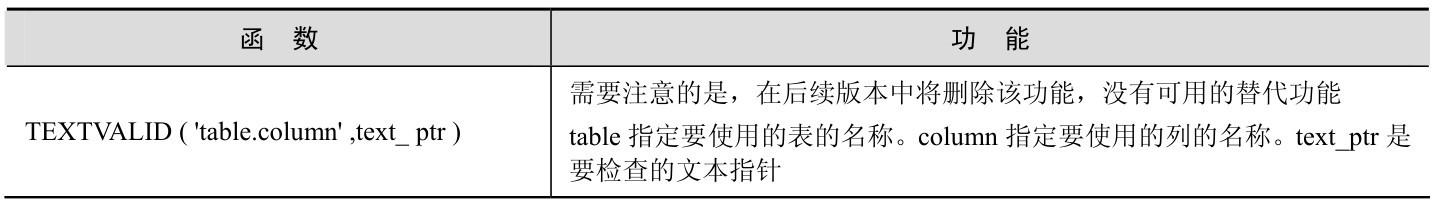 函 数 功 能
需要注意的是，在后续版本中将删除该功能，没有可用的替代功能
TEXTVALID ( 'table.column' ,text_ ptr )
table 指定要使用的表的名称。column 指定要使用的列的名称。text_ptr 是
要检查的文本指针